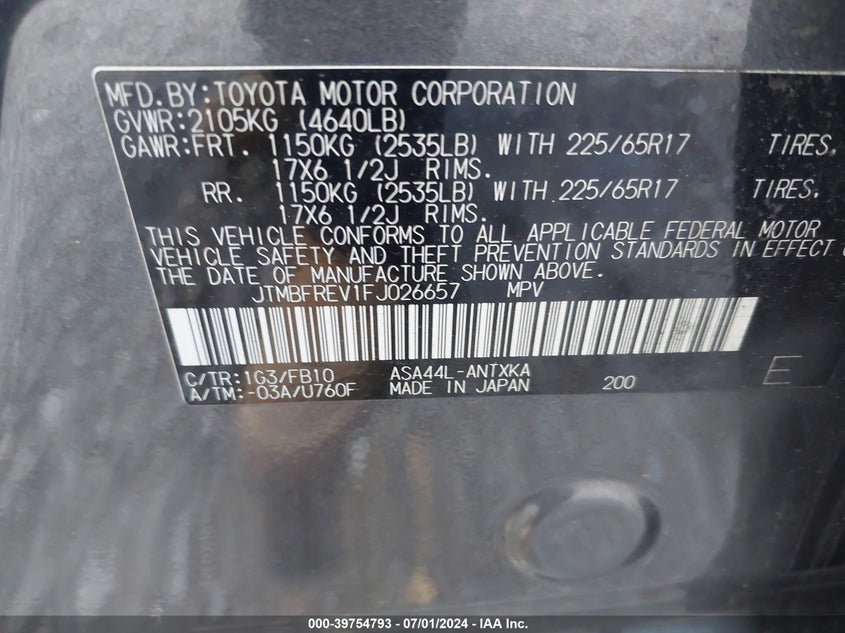 MFD.BY:TOYOTA MOTOR CORPORATION
GVWR:2105KG (4640LB)
GAWR:FRT. 1150KG (2535LB) WITH 225/65R17 TIRES,
17X6 1/2J RIMS.
RR. 1150KG (2535LB) WITH 225/65R17 TIRES,
17X6 1/2J RIMS.
THIS VEHICLE CONFORMS TO ALL APPLICABLE FEDERAL MOTOR
VEHICLE SAFETY AND THEFT PREVENTION STANDARDS IN EFFECT
THE DATE OF MANUFACTURE SHOWN ABOVE.
JTMBFREV1FJ026657 MPV
C/TR:1G3/FB10 ASA44L-ANTXKA
A/TM:-03A/U760F MADE IN JAPAN 200 E
000-39754793 - 07/01/2024 - IAA Inc.